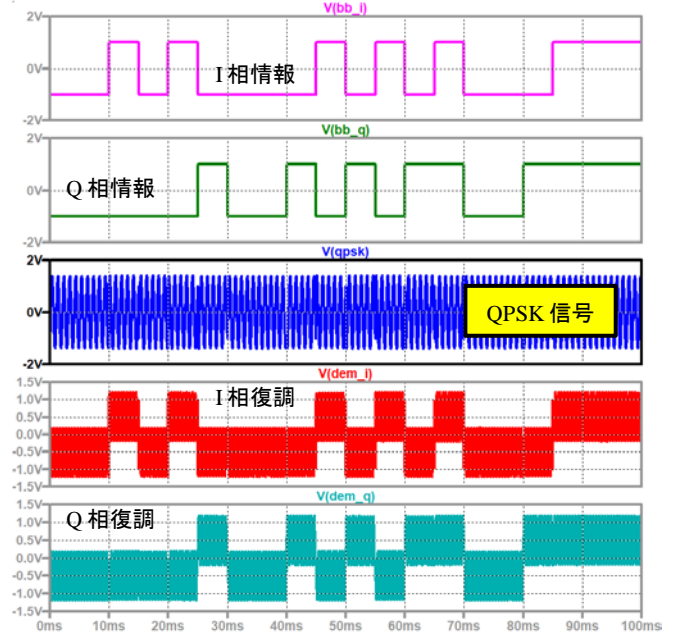 V(bb_i)
2V
0V
-2V
I 相情報
V(bb_q)
2V
0V
-2V
Q 相情報
V(qpsk)
2V
0V
-2V
QPSK 信号
V(dem_i)
1.5V
1.0V
0.5V
0.0V
-0.5V
-1.0V
-1.5V
I 相復調
V(dem_q)
1.5V
1.0V
0.5V
0.0V
-0.5V
-1.0V
-1.5V
Q 相復調
0ms 10ms 20ms 30ms 40ms 50ms 60ms 70ms 80ms 90ms 100ms